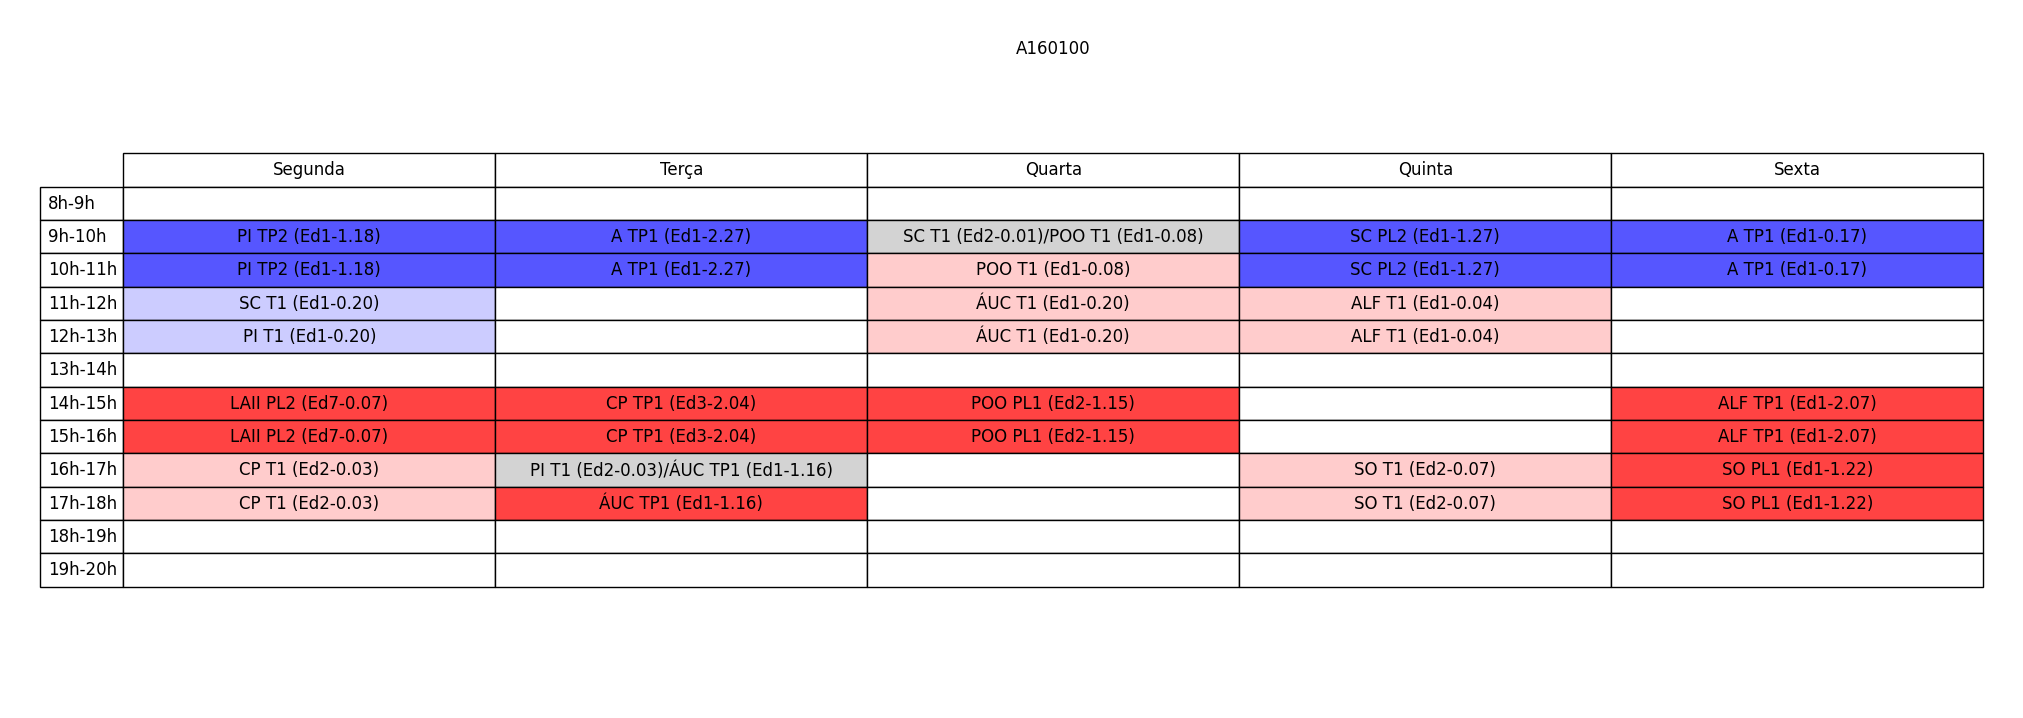 A160100
Segunda Terça Quarta Quinta Sexta
8h-9h
9h-10h PI TP2 (Ed1-1.18) A TP1 (Ed1-2.27) SC T1 (Ed2-0.01)/POO T1 (Ed1-0.08) SC PL2 (Ed1-1.27) A TP1 (Ed1-0.17)
10h-11h PI TP2 (Ed1-1.18) A TP1 (Ed1-2.27) POO T1 (Ed1-0.08) SC PL2 (Ed1-1.27) A TP1 (Ed1-0.17)
11h-12h SC T1 (Ed1-0.20) ÁUC T1 (Ed1-0.20) ALF T1 (Ed1-0.04)
12h-13h PI T1 (Ed1-0.20) ÁUC T1 (Ed1-0.20) ALF T1 (Ed1-0.04)
13h-14h
14h-15h LAII PL2 (Ed7-0.07) CP TP1 (Ed3-2.04) POO PL1 (Ed2-1.15) ALF TP1 (Ed1-2.07)
15h-16h LAII PL2 (Ed7-0.07) CP TP1 (Ed3-2.04) POO PL1 (Ed2-1.15) ALF TP1 (Ed1-2.07)
16h-17h CP T1 (Ed2-0.03) PI T1 (Ed2-0.03)/ÁUC TP1 (Ed1-1.16) SO T1 (Ed2-0.07) SO PL1 (Ed1-1.22)
17h-18h CP T1 (Ed2-0.03) ÁUC TP1 (Ed1-1.16) SO T1 (Ed2-0.07) SO PL1 (Ed1-1.22)
18h-19h
19h-20h